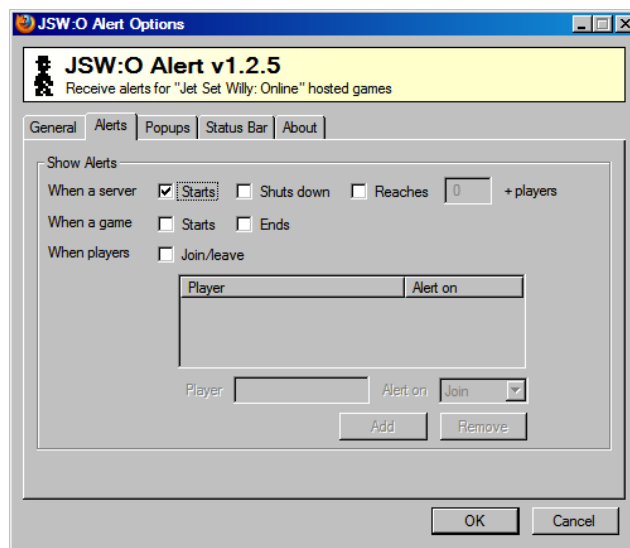 JSW:O Alert Options
JSW:O Alert v1.2.5
Receive alerts for "Jet Set Willy: Online" hosted games
General Alerts Popups Status Bar About
Show Alerts
When a server Starts Shuts down Reaches 0 + players
When a game Starts Ends
When players Join/leave
Player Alert on
Player Alert on Join
Add Remove
OK Cancel